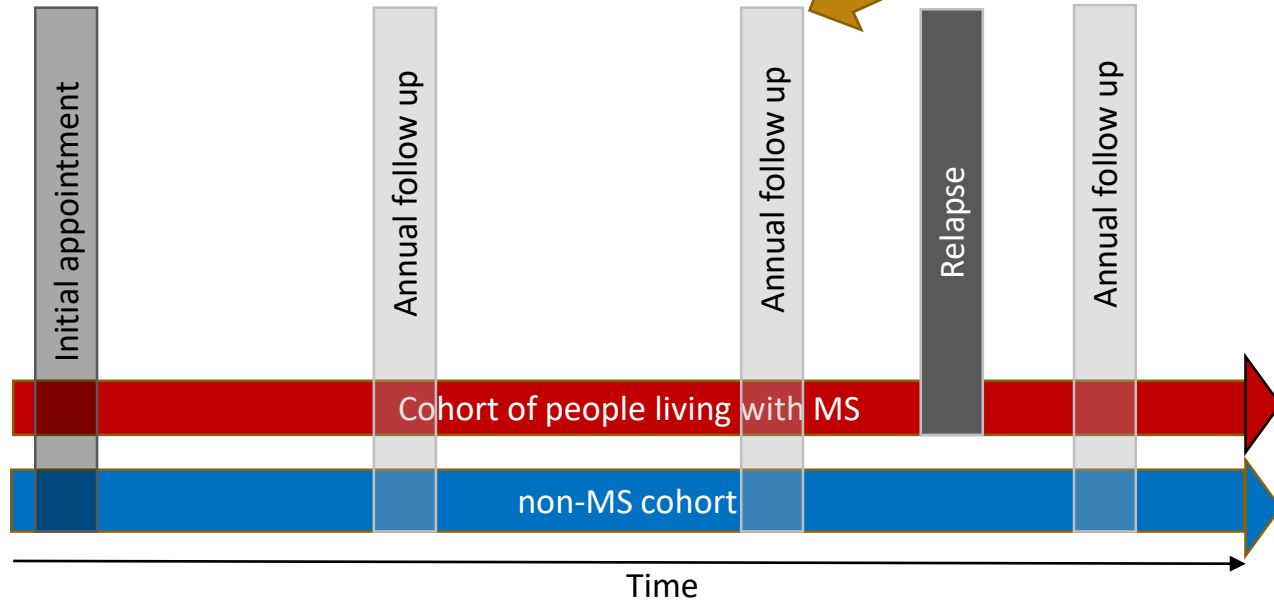 Initial appointment
Annual follow up
Annual follow up
Relapse
Annual follow up
Cohort of people living with MS
non-MS cohort
Time